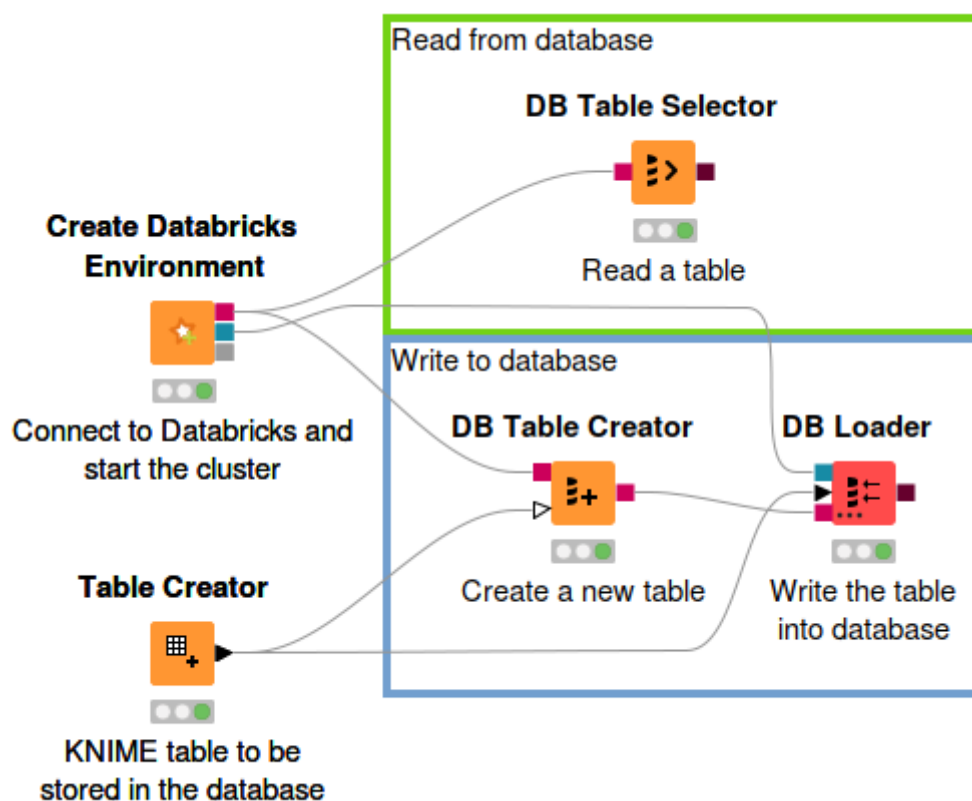 Read from database
DB Table Selector
Read a table
Create Databricks
Environment
Connect to Databricks and
start the cluster
Write to database
DB Table Creator
Create a new table
DB Loader
Write the table
into database
Table Creator
KNIME table to be
stored in the database